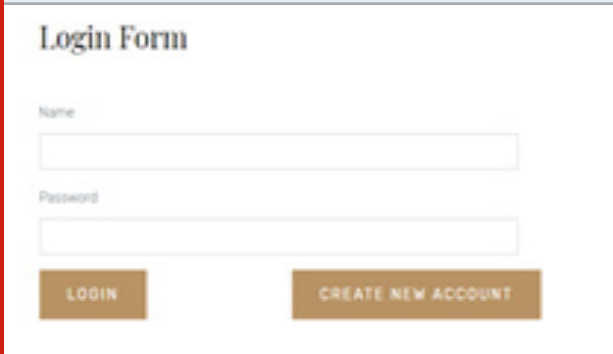 Login Form
Name
Password
LOGIN
CREATE NEW ACCOUNT